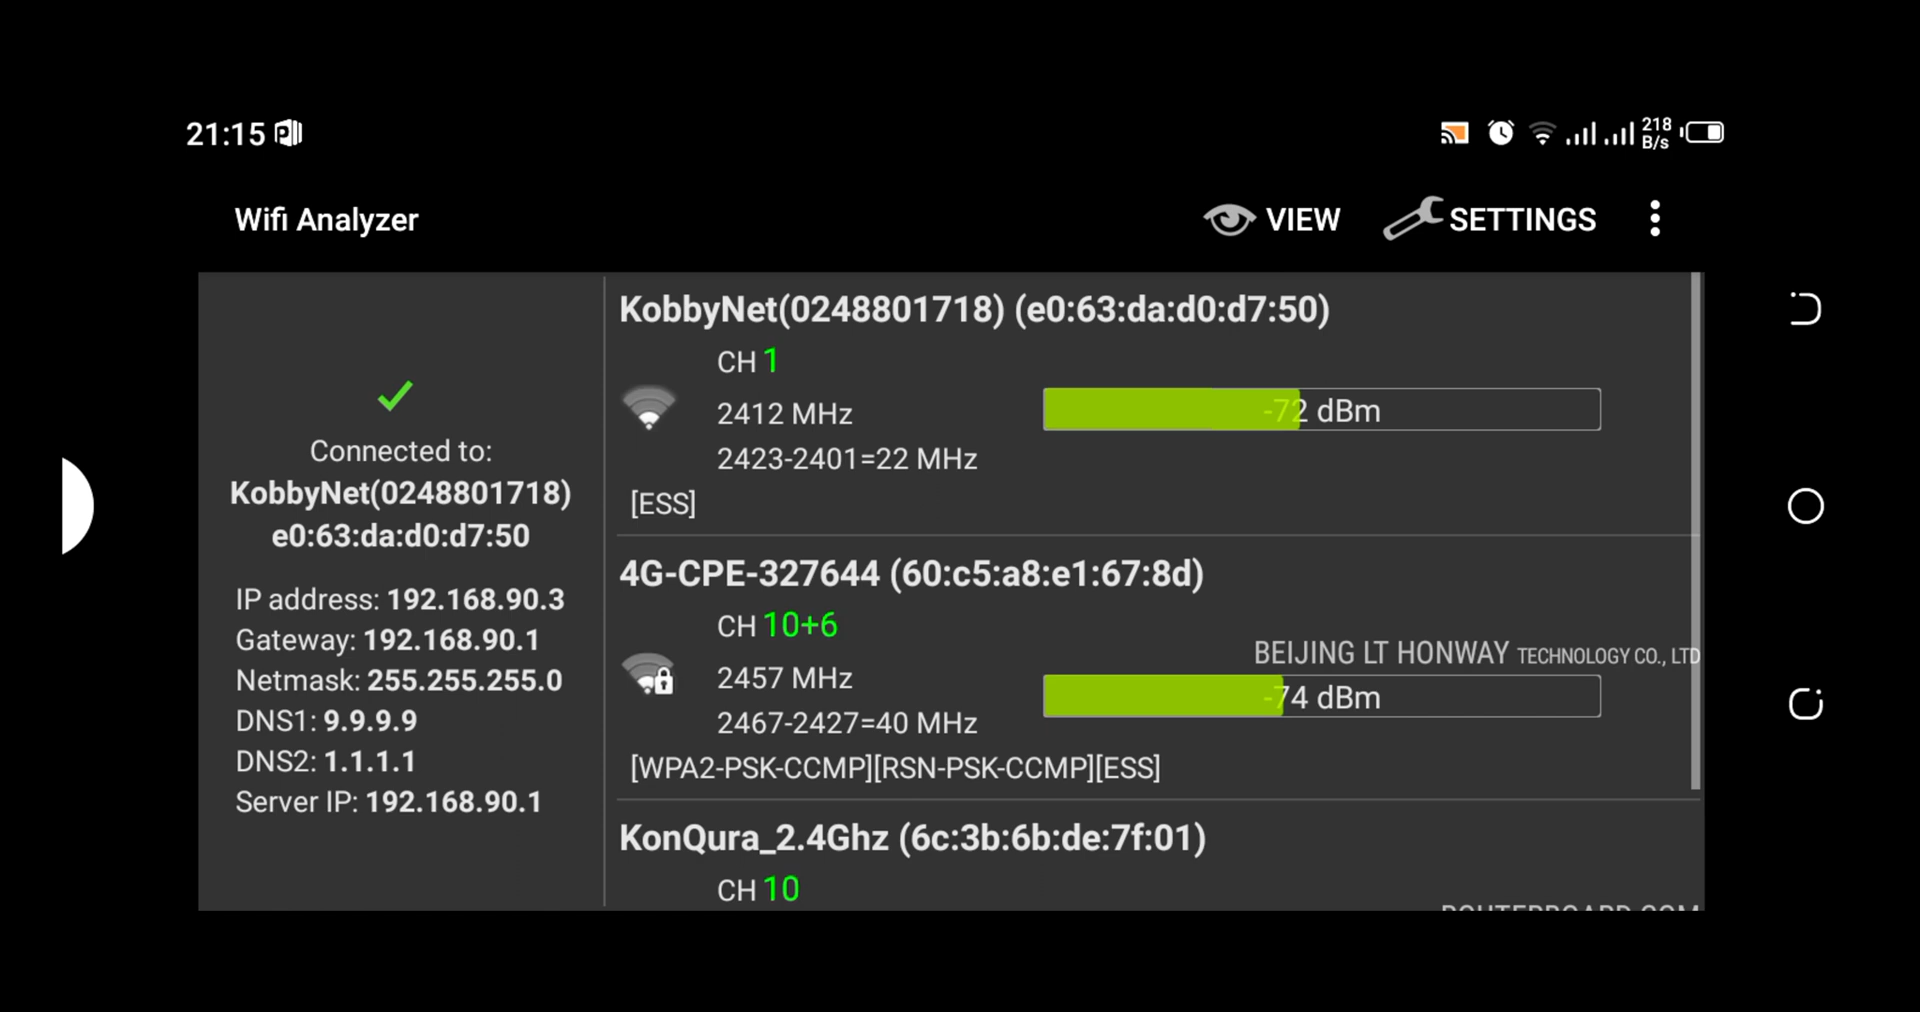 21:15
218
B/s
Wifi Analyzer
VIEW
SETTINGS
Connected to:
KobbyNet(0248801718)
e0:63:da:d0:d7:50
IP address: 192.168.90.3
Gateway: 192.168.90.1
Netmask: 255.255.255.0
DNS1: 9.9.9.9
DNS2: 1.1.1.1
Server IP: 192.168.90.1
KobbyNet(0248801718) (e0:63:da:d0:d7:50)
CH 1
2412 MHz
-72 dBm
2423-2401=22 MHz
[ESS]
4G-CPE-327644 (60:c5:a8:e1:67:8d)
CH 10+6
BEIJING LT HONWAY TECHNOLOGY CO., LTD
2457 MHz
-74 dBm
2467-2427=40 MHz
[WPA2-PSK-CCMP][RSN-PSK-CCMP][ESS]
KonQura_2.4Ghz (6c:3b:6b:de:7f:01)
CH 10
ROUTERBOARD.COM